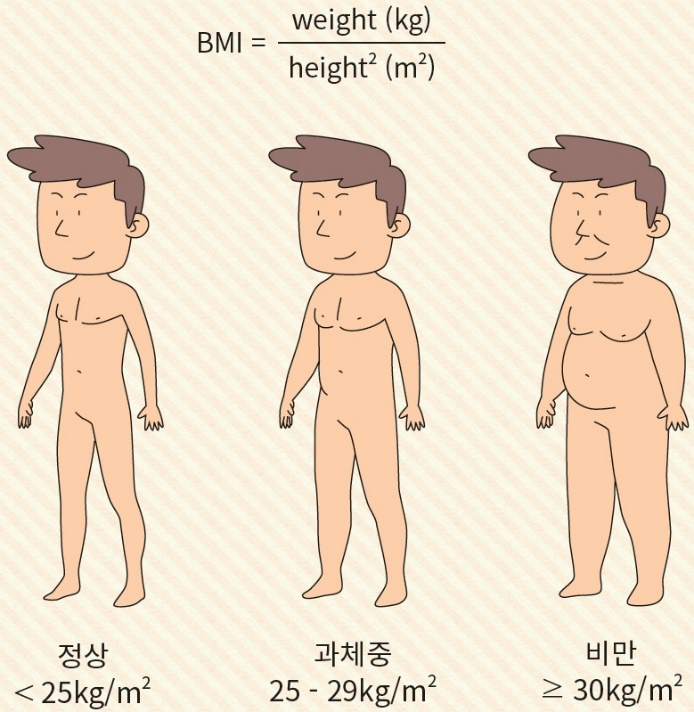 BMI = weight (kg)
height² (m²)
정상
< 25kg/m²
과체중
25 - 29kg/m²
비만
≥ 30kg/m²